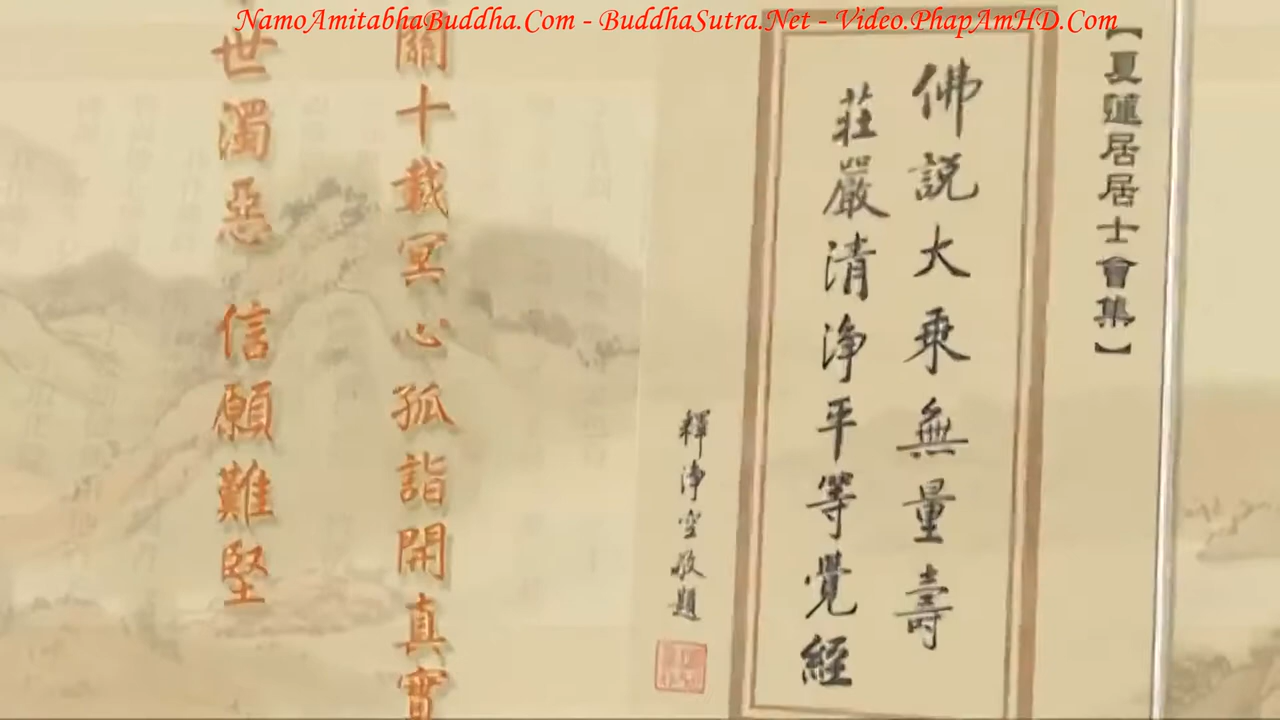 NamoAmitabhaBuddha.Com - BuddhaSutra.Net - Video.PhapAmHD.Com
【夏蓮居居士會集】
佛説大乘無量壽
莊嚴清淨平等覺經
釋淨空敬題
關十載冥心孤詣開真實
世濁惡 信願難堅